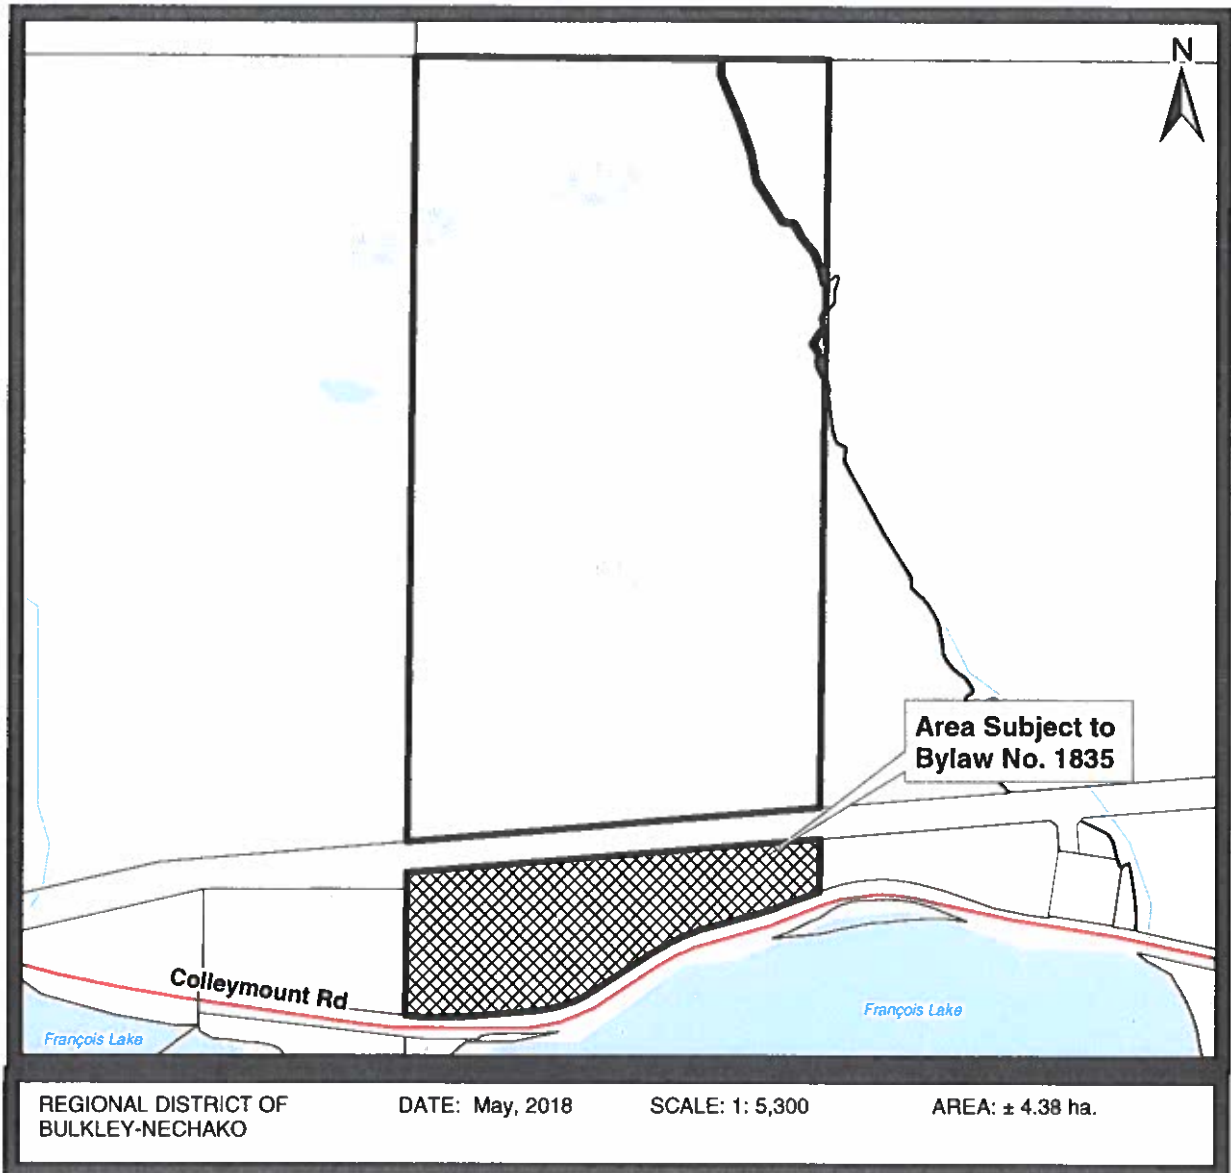 N
Area Subject to
Bylaw No. 1835
Colleymount Rd
François Lake
François Lake
REGIONAL DISTRICT OF
BULKLEY-NECHAKO
DATE: May, 2018
SCALE: 1: 5,300
AREA: ± 4.38 ha.